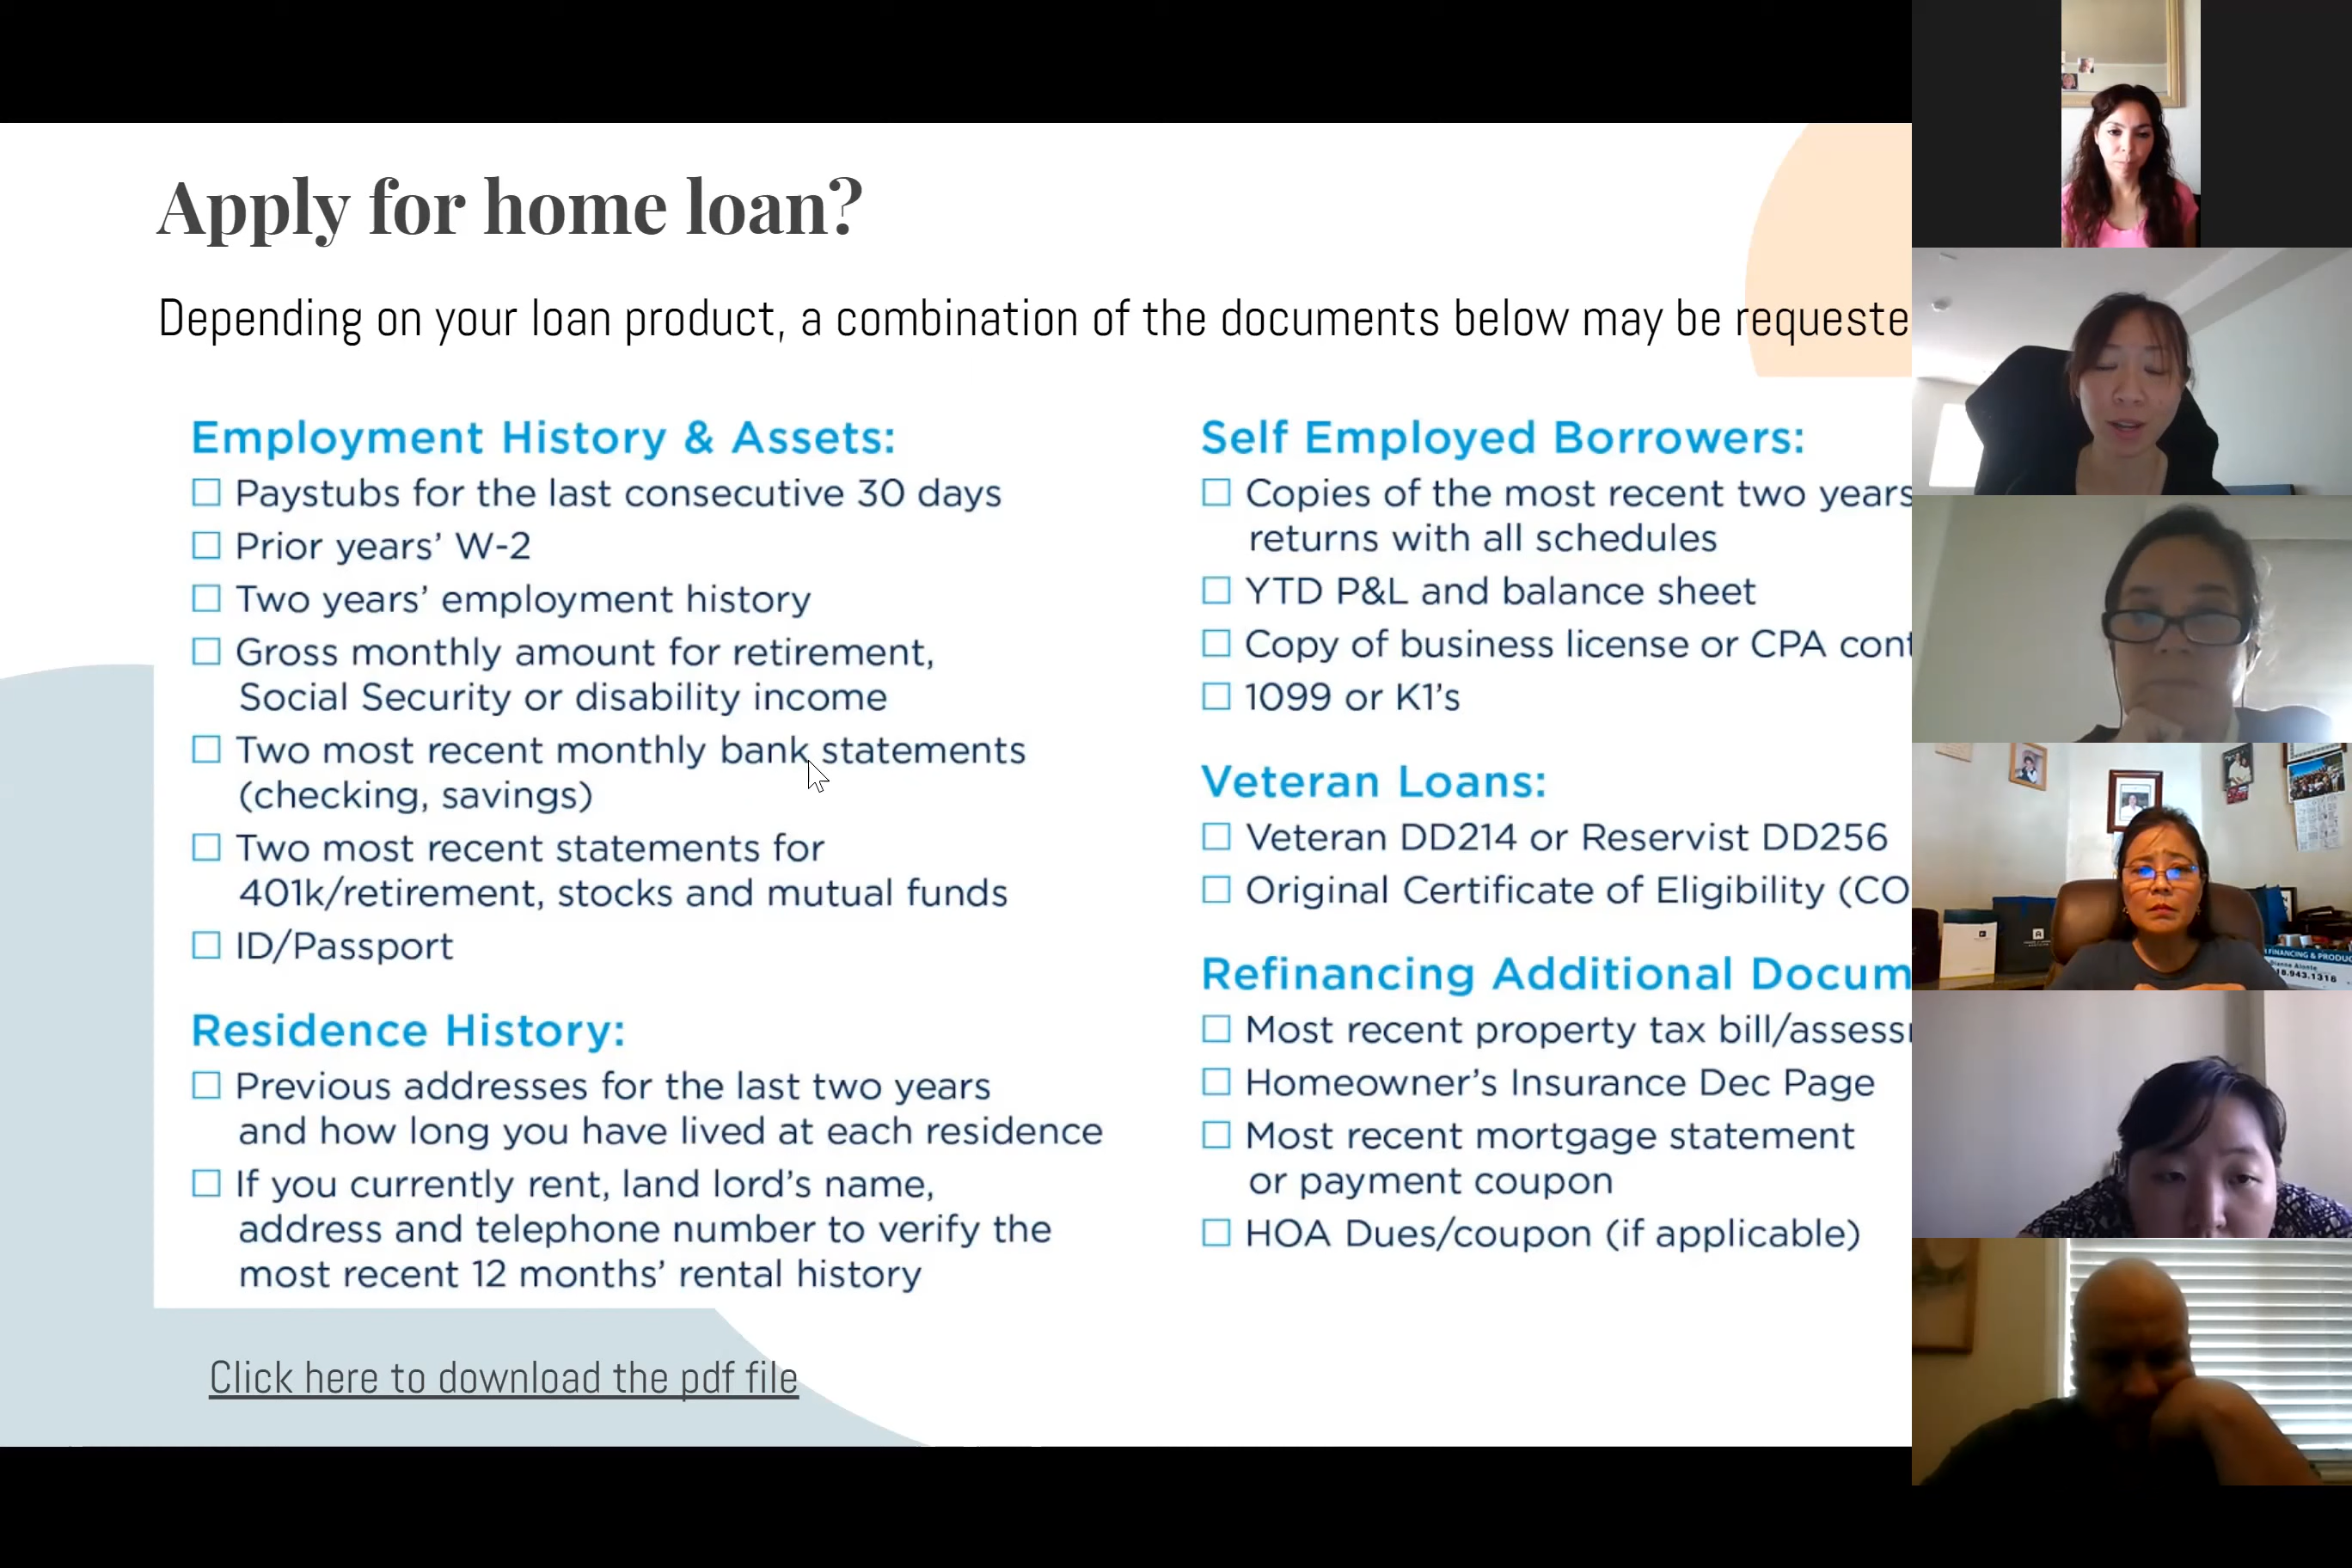 Apply for home loan?
Depending on your loan product, a combination of the documents below may be requeste
Employment History & Assets:
Paystubs for the last consecutive 30 days
Prior years’ W-2
Two years’ employment history
Gross monthly amount for retirement,
Social Security or disability income
Two most recent monthly bank statements
(checking, savings)
Two most recent statements for
401k/retirement, stocks and mutual funds
ID/Passport
Residence History:
Previous addresses for the last two years
and how long you have lived at each residence
If you currently rent, land lord’s name,
address and telephone number to verify the
most recent 12 months’ rental history
Self Employed Borrowers:
Copies of the most recent two years
returns with all schedules
YTD P&L and balance sheet
Copy of business license or CPA cont
1099 or K1’s
Veteran Loans:
Veteran DD214 or Reservist DD256
Original Certificate of Eligibility (CO
Refinancing Additional Docum
Most recent property tax bill/assess
Homeowner’s Insurance Dec Page
Most recent mortgage statement
or payment coupon
HOA Dues/coupon (if applicable)
Click here to download the pdf file
FINANCING & PRODUC
Dianne Alonte
8.943.1316